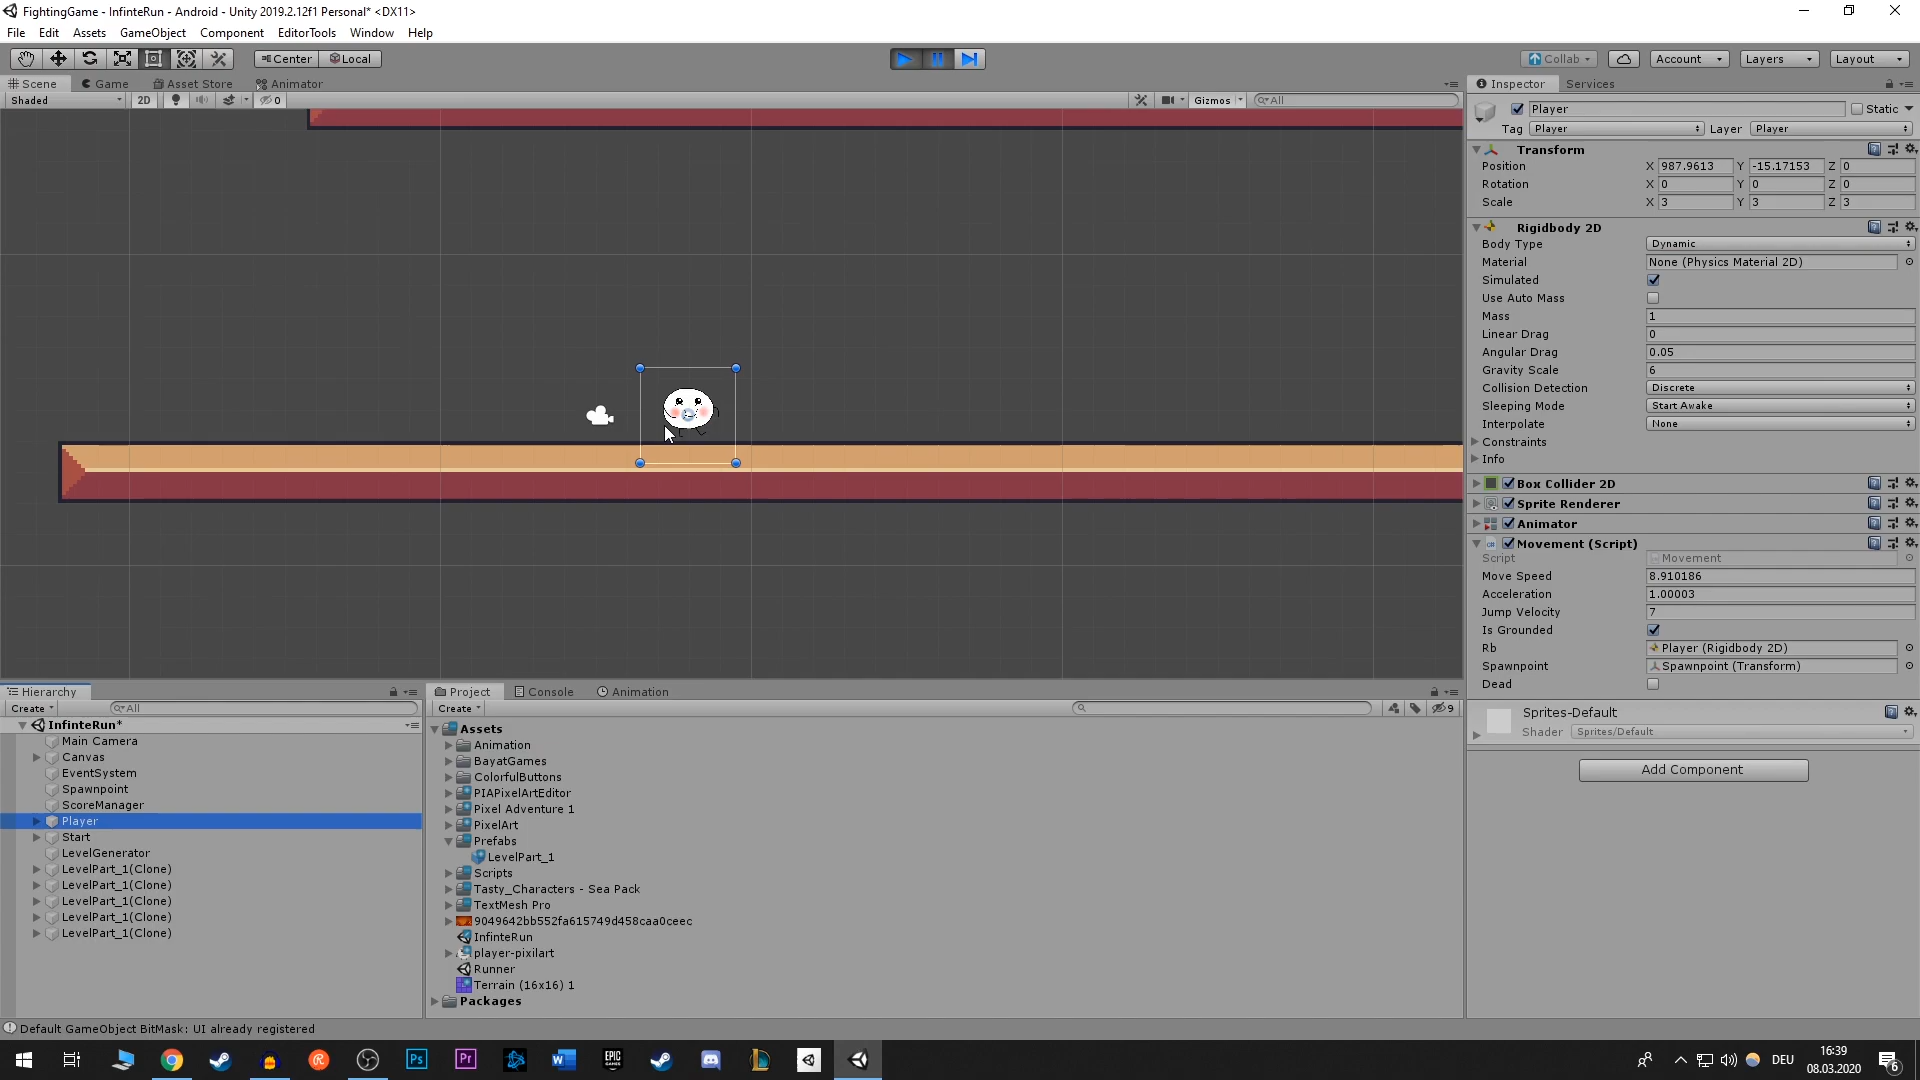 FightingGame - InfinteRun - Android - Unity 2019.2.12f1 Personal* <DX11>
File Edit Assets GameObject Component EditorTools Window Help
Center Local
Collab Account Layers Layout
Scene Game Asset Store Animator
Shaded 2D 0 Gizmos All
Inspector Services
Player Static
Tag Player Layer Player
Transform
Position X 987.9613 Y -15.17153 Z 0
Rotation X 0 Y 0 Z 0
Scale X 3 Y 3 Z 3
Rigidbody 2D
Body Type Dynamic
Material None (Physics Material 2D)
Simulated
Use Auto Mass
Mass 1
Linear Drag 0
Angular Drag 0.05
Gravity Scale 6
Collision Detection Discrete
Sleeping Mode Start Awake
Interpolate None
Constraints
Info
Box Collider 2D
Sprite Renderer
Animator
Movement (Script)
Script Movement
Move Speed 8.910186
Acceleration 1.00003
Jump Velocity 7
Is Grounded
Rb Player (Rigidbody 2D)
Spawnpoint Spawnpoint (Transform)
Dead
Sprites-Default
Shader Sprites/Default
Add Component
Hierarchy
Create All
InfinteRun*
Main Camera
Canvas
EventSystem
Spawnpoint
ScoreManager
Player
Start
LevelGenerator
LevelPart_1(Clone)
LevelPart_1(Clone)
LevelPart_1(Clone)
LevelPart_1(Clone)
LevelPart_1(Clone)
Project Console Animation
Create 9
Assets
Animation
BayatGames
ColorfulButtons
PIAPixelArtEditor
Pixel Adventure 1
PixelArt
Prefabs
LevelPart_1
Scripts
Tasty_Characters - Sea Pack
TextMesh Pro
9049642bb552fa615749d458caa0ceec
InfinteRun
player-pixilart
Runner
Terrain (16x16) 1
Packages
Default GameObject BitMask: UI already registered
Ps Pr W EPIC GAMES DEU 16:39
08.03.2020 6